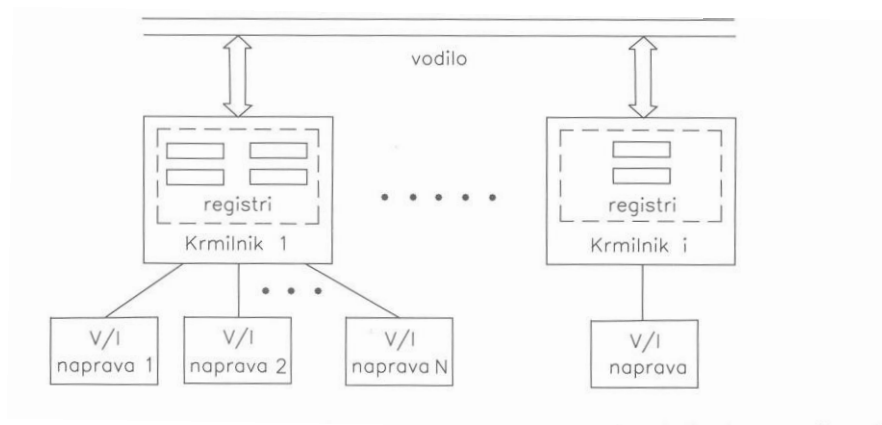 vodilo
registri
Krmilnik 1
registri
Krmilnik i
V/I
naprava 1
V/I
naprava 2
V/I
naprava N
V/I
naprava